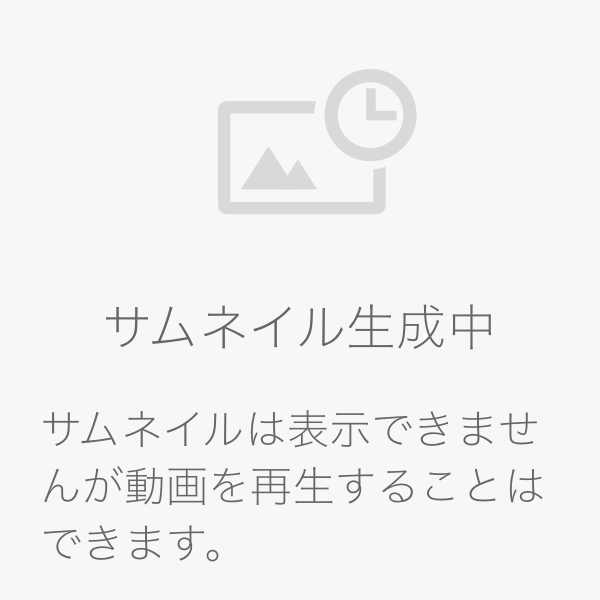 サムネイル生成中
サムネイルは表示できませ
んが動画を再生することは
できます。